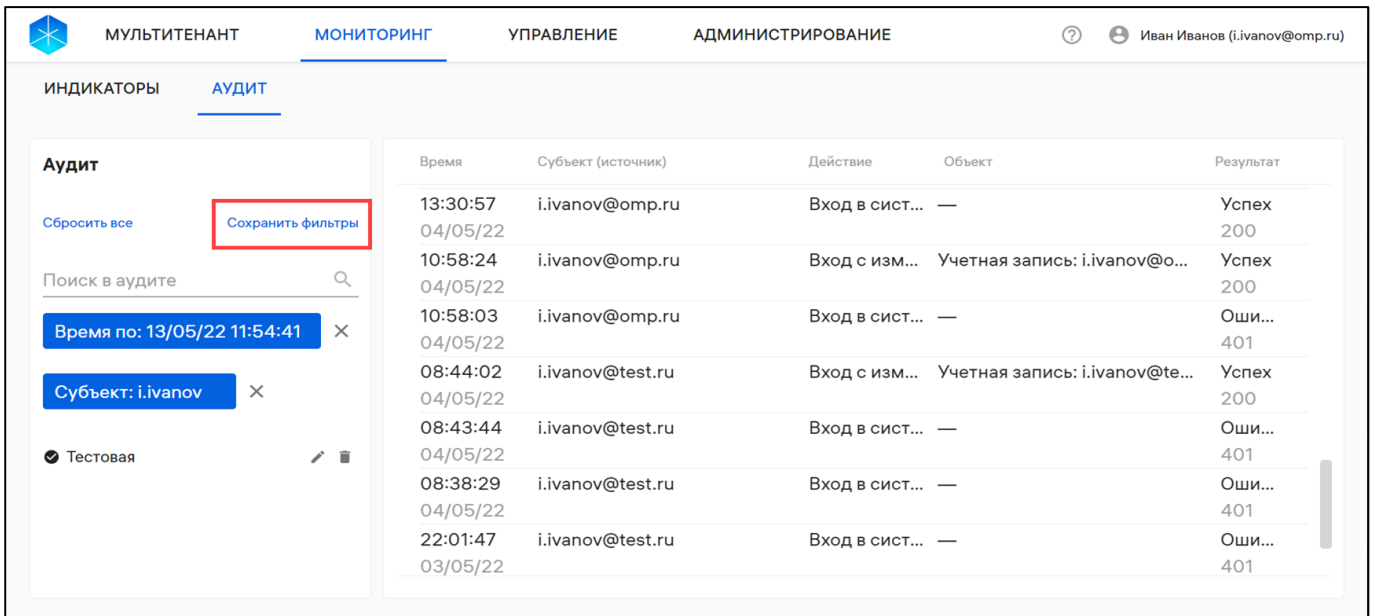 МУЛЬТИТЕНАНТ МОНИТОРИНГ УПРАВЛЕНИЕ АДМИНИСТРИРОВАНИЕ ? Иван Иванов (i.ivanov@omp.ru)
ИНДИКАТОРЫ АУДИТ
Аудит
Сбросить все Сохранить фильтры
Поиск в аудите
Время по: 13/05/22 11:54:41
Субъект: i.ivanov
Тестовая
Время Субъект (источник) Действие Объект Результат
13:30:57 i.ivanov@omp.ru Вход в сист... — Успех
04/05/22 200
10:58:24 i.ivanov@omp.ru Вход с изм... Учетная запись: i.ivanov@o... Успех
04/05/22 200
10:58:03 i.ivanov@omp.ru Вход в сист... — Оши...
04/05/22 401
08:44:02 i.ivanov@test.ru Вход с изм... Учетная запись: i.ivanov@te... Успех
04/05/22 200
08:43:44 i.ivanov@test.ru Вход в сист... — Оши...
04/05/22 401
08:38:29 i.ivanov@test.ru Вход в сист... — Оши...
04/05/22 401
22:01:47 i.ivanov@test.ru Вход в сист... — Оши...
03/05/22 401